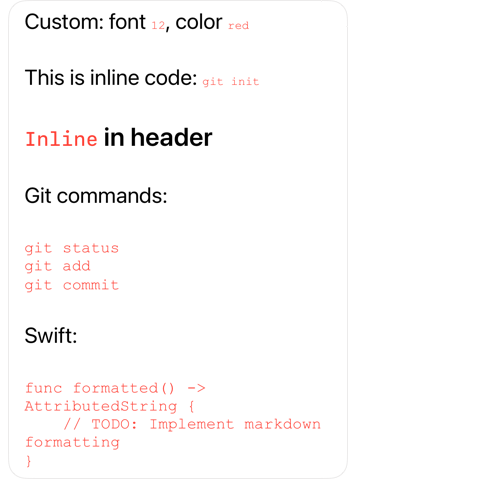 Custom: font 12, color red
This is inline code: git init
Inline in header
Git commands:
git status
git add
git commit
Swift:
func formatted() ->
AttributedString {
    // TODO: Implement markdown
formatting
}